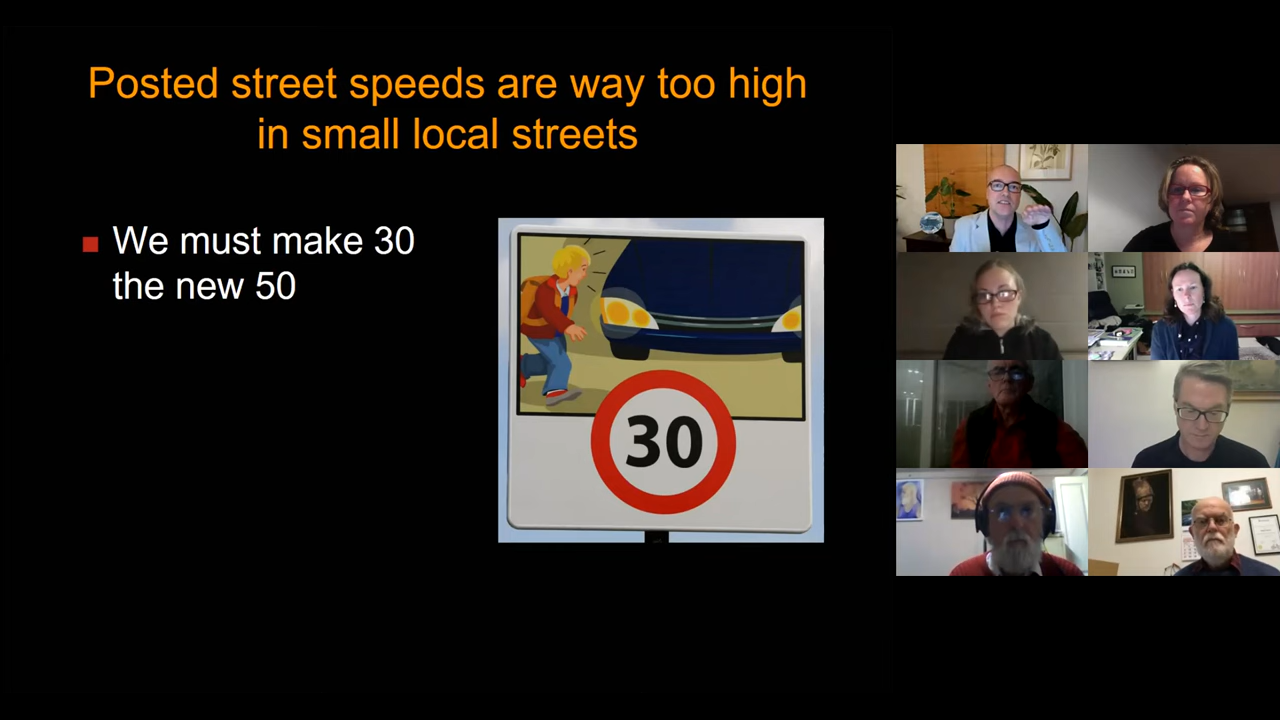 Posted street speeds are way too high
in small local streets
We must make 30
the new 50
30